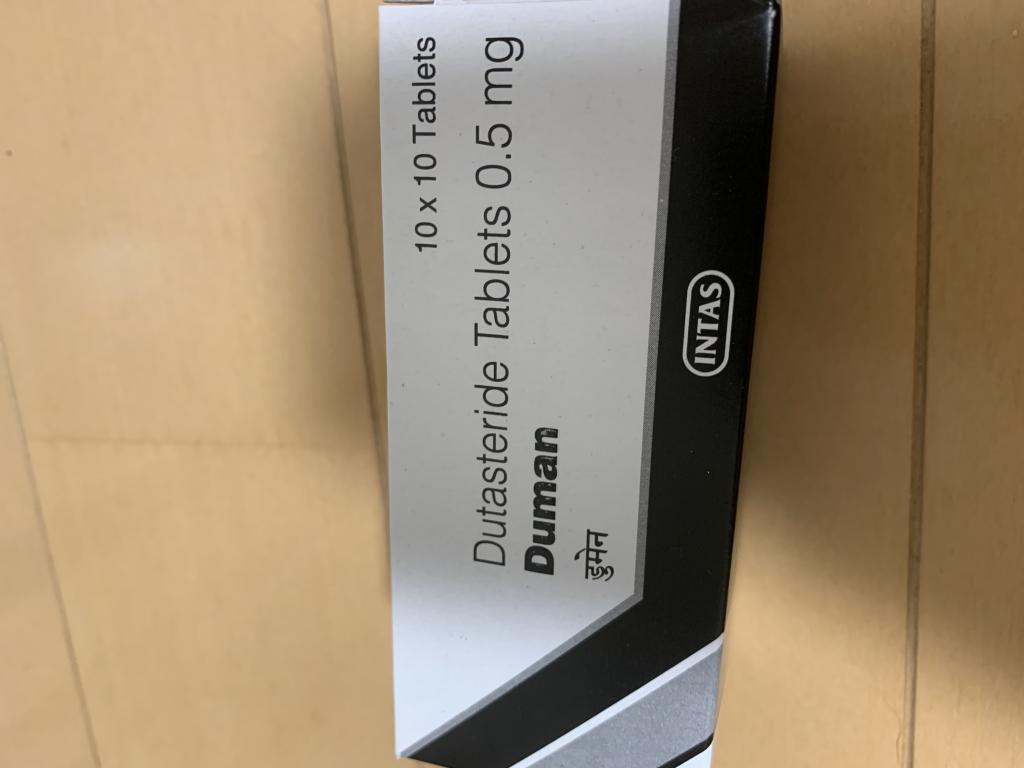 10 x 10 Tablets
Dutasteride Tablets 0.5 mg
Duman
डुमेन
INTAS